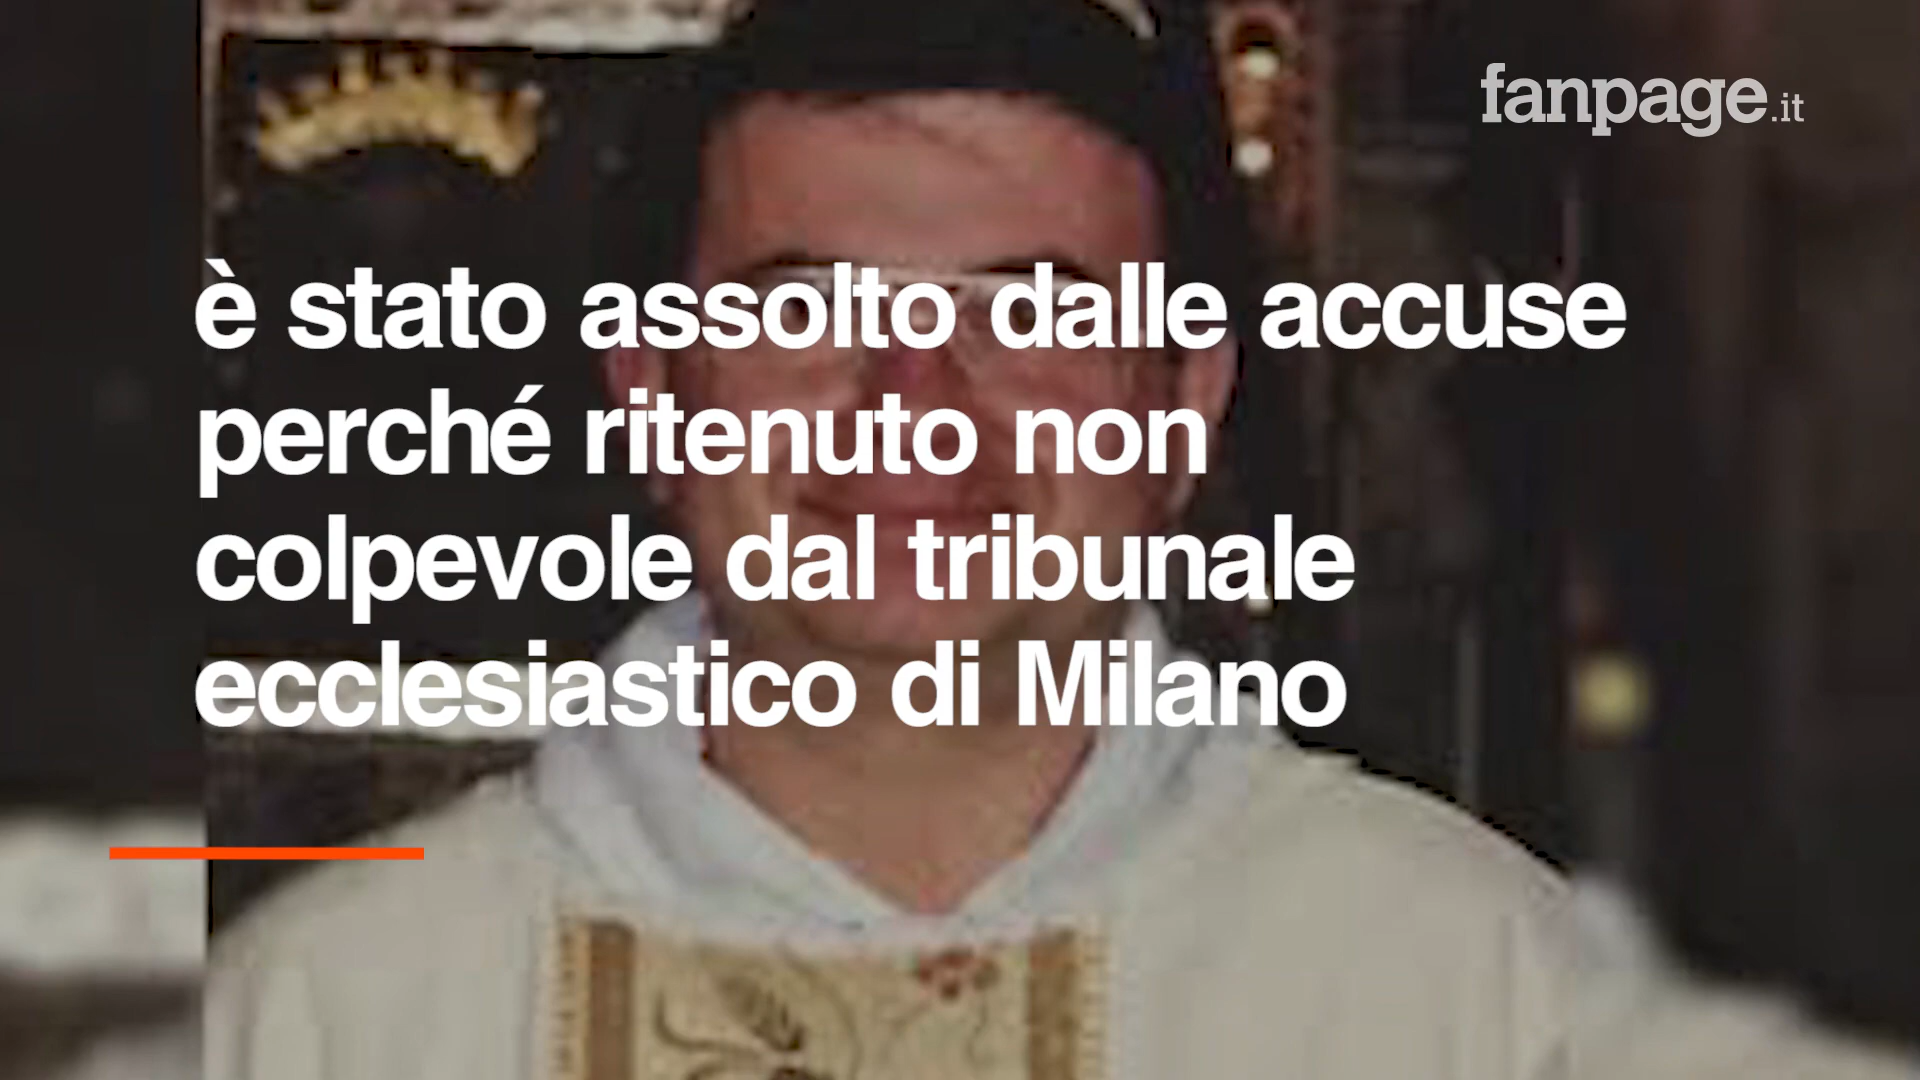 fanpage.it
è stato assolto dalle accuse
perché ritenuto non
colpevole dal tribunale
ecclesiastico di Milano